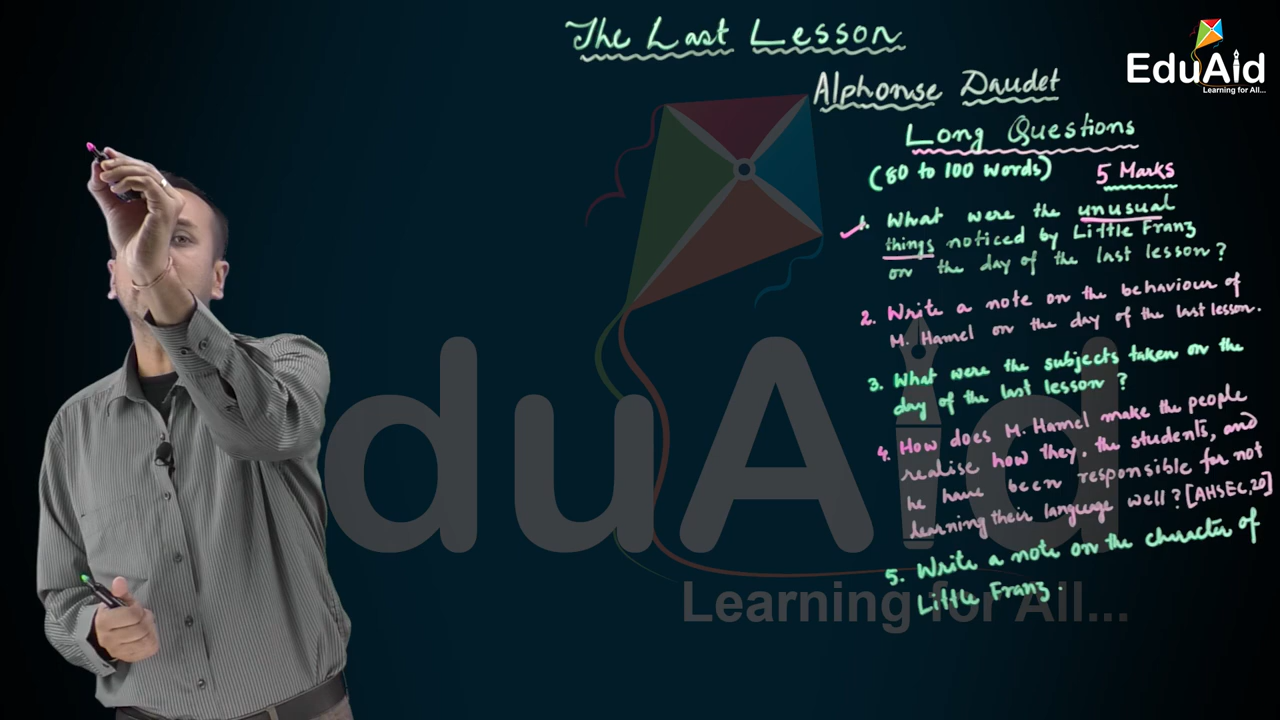 The Last Lesson
Alphonse Daudet
Long Questions
(80 to 100 words) 5 Marks
1. What were the unusual
things noticed by Little Franz
on the day of the last lesson?
2. Write a note on the behaviour of
M. Hamel on the day of the last lesson.
3. What were the subjects taken on the
day of the last lesson?
4. How does M. Hamel make the people
realise how they, the students, and
he have been responsible for not
learning their language well? [AHSEC, 20]
5. Write a note on the character of
Little Franz.
EduAid
Learning for All...
duAid
Learning for All...